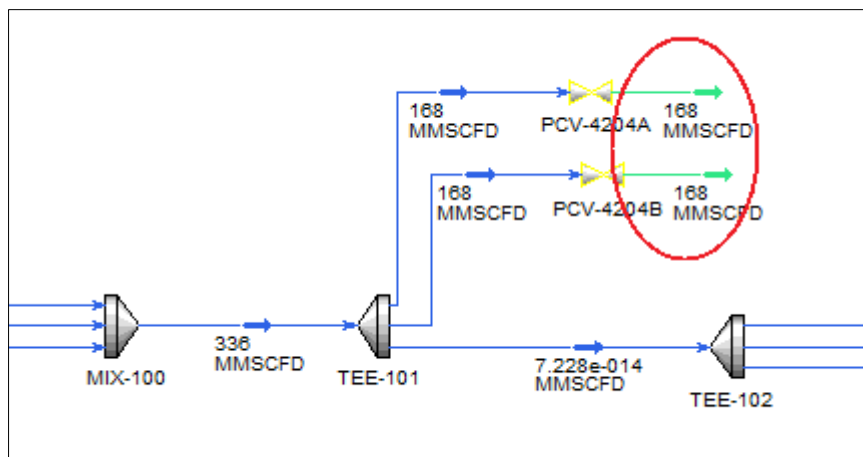 168
MMSCFD
PCV-4204A
168
MMSCFD
168
MMSCFD
PCV-4204B
168
MMSCFD
336
MMSCFD
7.228e-014
MMSCFD
MIX-100
TEE-101
TEE-102